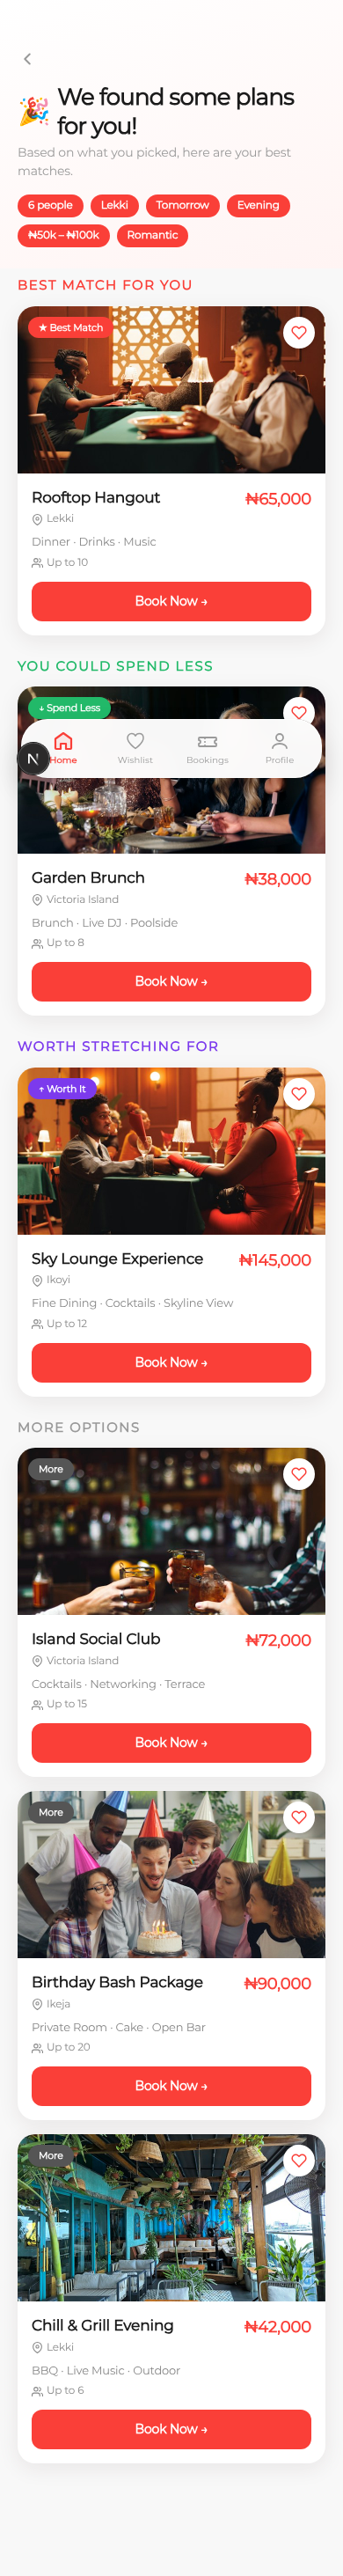 We found some plans
for you!
Based on what you picked, here are your best
matches.
6 people Lekki Tomorrow Evening
₦50k – ₦100k Romantic
BEST MATCH FOR YOU
★ Best Match
Rooftop Hangout ₦65,000
Lekki
Dinner · Drinks · Music
Up to 10
Book Now →
YOU COULD SPEND LESS
↓ Spend Less
N Home Wishlist Bookings Profile
Garden Brunch ₦38,000
Victoria Island
Brunch · Live DJ · Poolside
Up to 8
Book Now →
WORTH STRETCHING FOR
↑ Worth It
Sky Lounge Experience ₦145,000
Ikoyi
Fine Dining · Cocktails · Skyline View
Up to 12
Book Now →
MORE OPTIONS
More
Island Social Club ₦72,000
Victoria Island
Cocktails · Networking · Terrace
Up to 15
Book Now →
More
Birthday Bash Package ₦90,000
Ikeja
Private Room · Cake · Open Bar
Up to 20
Book Now →
More
Chill & Grill Evening ₦42,000
Lekki
BBQ · Live Music · Outdoor
Up to 6
Book Now →